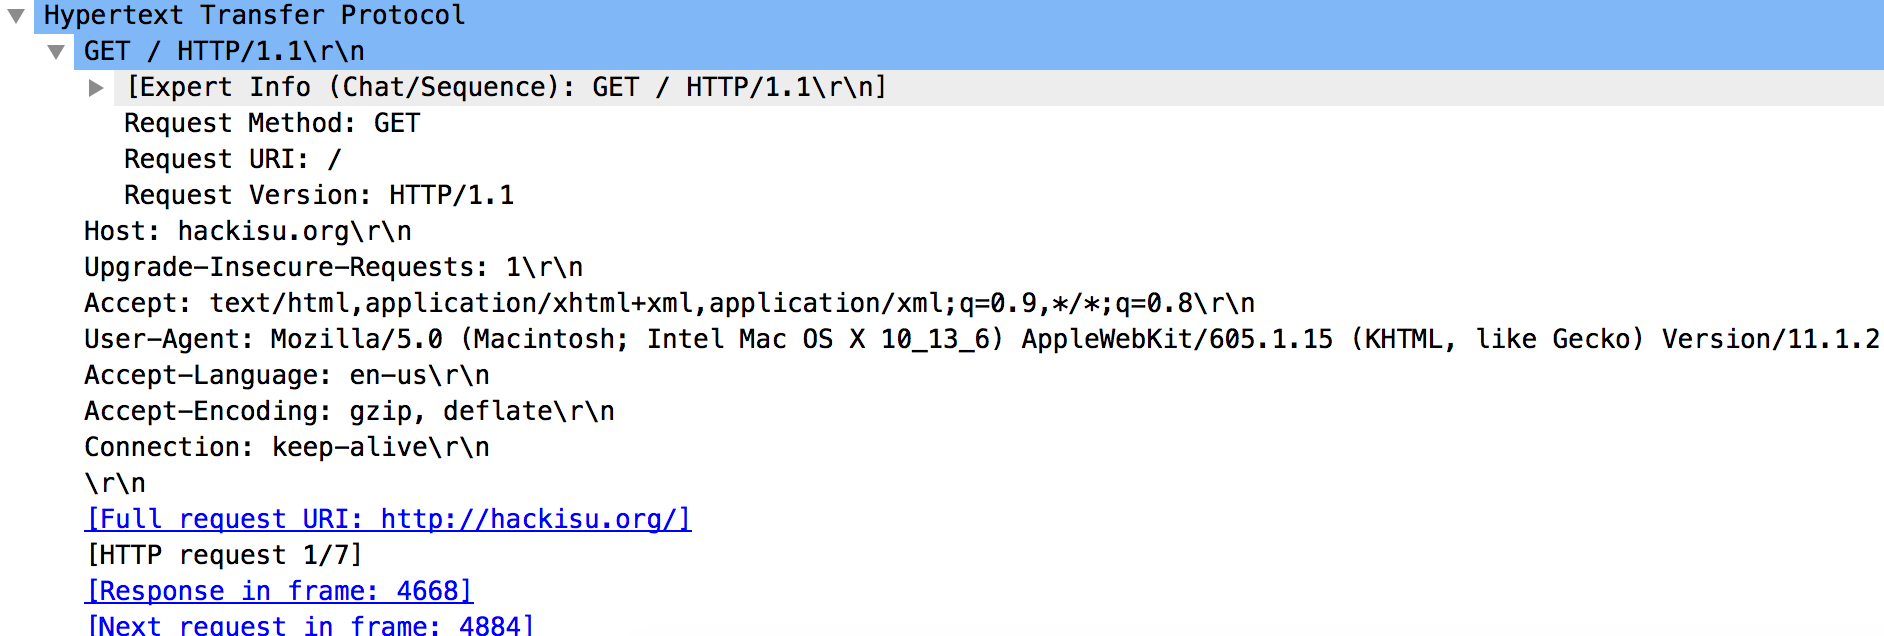 Hypertext Transfer Protocol
GET / HTTP/1.1\r\n
[Expert Info (Chat/Sequence): GET / HTTP/1.1\r\n]
Request Method: GET
Request URI: /
Request Version: HTTP/1.1
Host: hackisu.org\r\n
Upgrade-Insecure-Requests: 1\r\n
Accept: text/html,application/xhtml+xml,application/xml;q=0.9,*/*;q=0.8\r\n
User-Agent: Mozilla/5.0 (Macintosh; Intel Mac OS X 10_13_6) AppleWebKit/605.1.15 (KHTML, like Gecko) Version/11.1.2
Accept-Language: en-us\r\n
Accept-Encoding: gzip, deflate\r\n
Connection: keep-alive\r\n
\r\n
[Full request URI: http://hackisu.org/]
[HTTP request 1/7]
[Response in frame: 4668]
[Next request in frame: 4884]